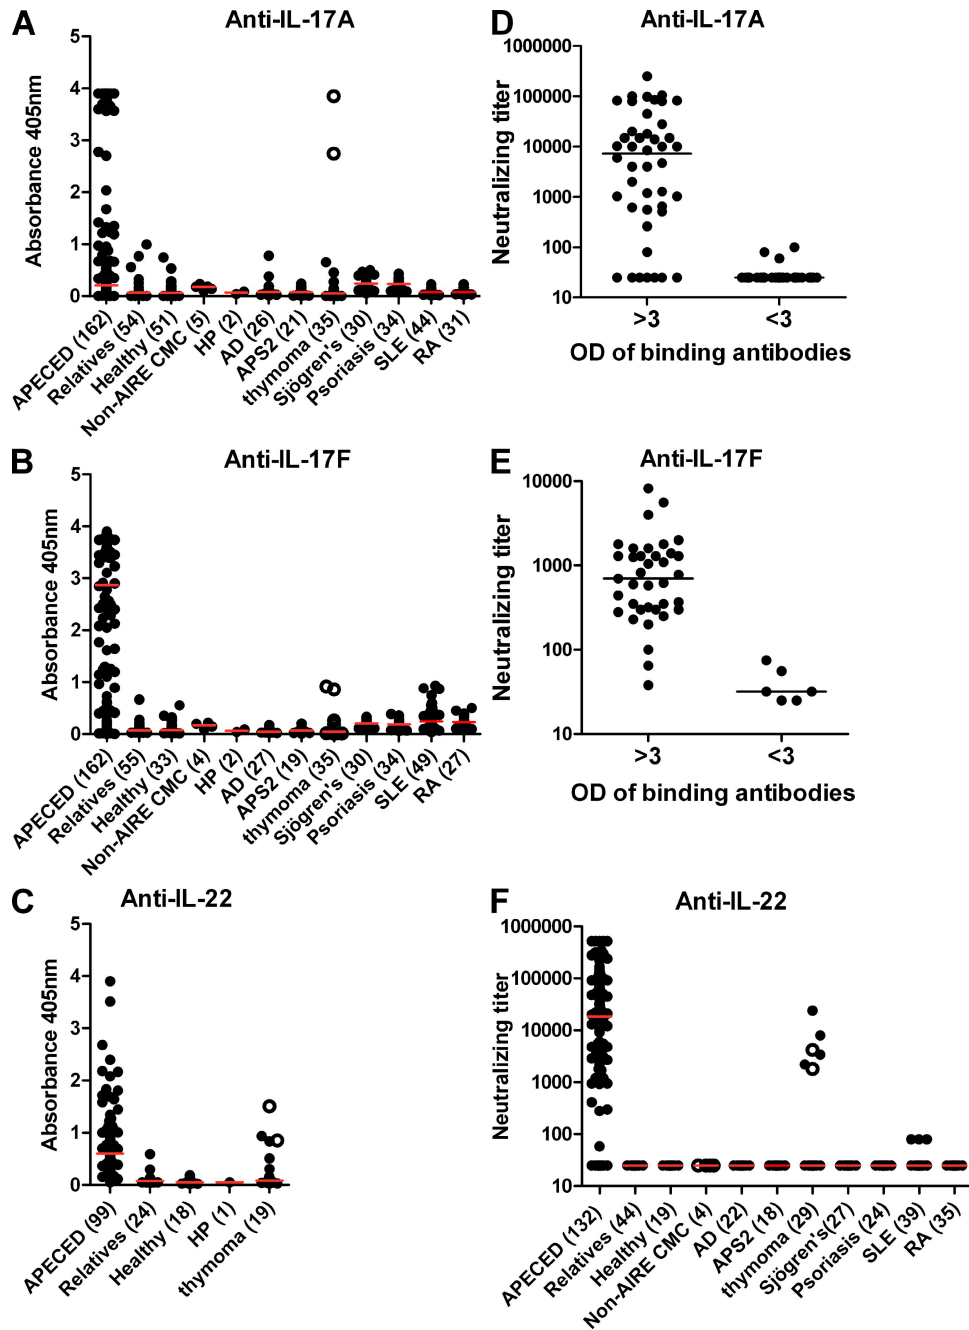 A
Anti-IL-17A
Absorbance 405nm
5
4
3
2
1
0
APECED (162)
Relatives (54)
Healthy (51)
Non-AIRE CMC (5)
HP (2)
AD (26)
APS2 (21)
thymoma (35)
Sjögren's (30)
Psoriasis (34)
SLE (44)
RA (31)
D
Anti-IL-17A
Neutralizing titer
1000000
100000
10000
1000
100
10
>3
<3
OD of binding antibodies
B
Anti-IL-17F
Absorbance 405nm
5
4
3
2
1
0
APECED (162)
Relatives (55)
Healthy (33)
Non-AIRE CMC (4)
HP (2)
AD (27)
APS2 (19)
thymoma (35)
Sjögren's (30)
Psoriasis (34)
SLE (49)
RA (27)
E
Anti-IL-17F
Neutralizing titer
10000
1000
100
10
>3
<3
OD of binding antibodies
C
Anti-IL-22
Absorbance 405nm
5
4
3
2
1
0
APECED (99)
Relatives (24)
Healthy (18)
HP (1)
thymoma (19)
F
Anti-IL-22
Neutralizing titer
1000000
100000
10000
1000
100
10
APECED (132)
Relatives (44)
Healthy (19)
Non-AIRE CMC (4)
AD (22)
APS2 (18)
thymoma (29)
Sjögren's(27)
Psoriasis (24)
SLE (39)
RA (35)